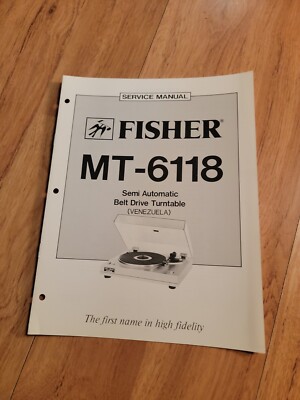 SERVICE MANUAL
FISHER®
MT-6118
Semi Automatic
Belt Drive Turntable
(VENEZUELA)
The first name in high fidelity